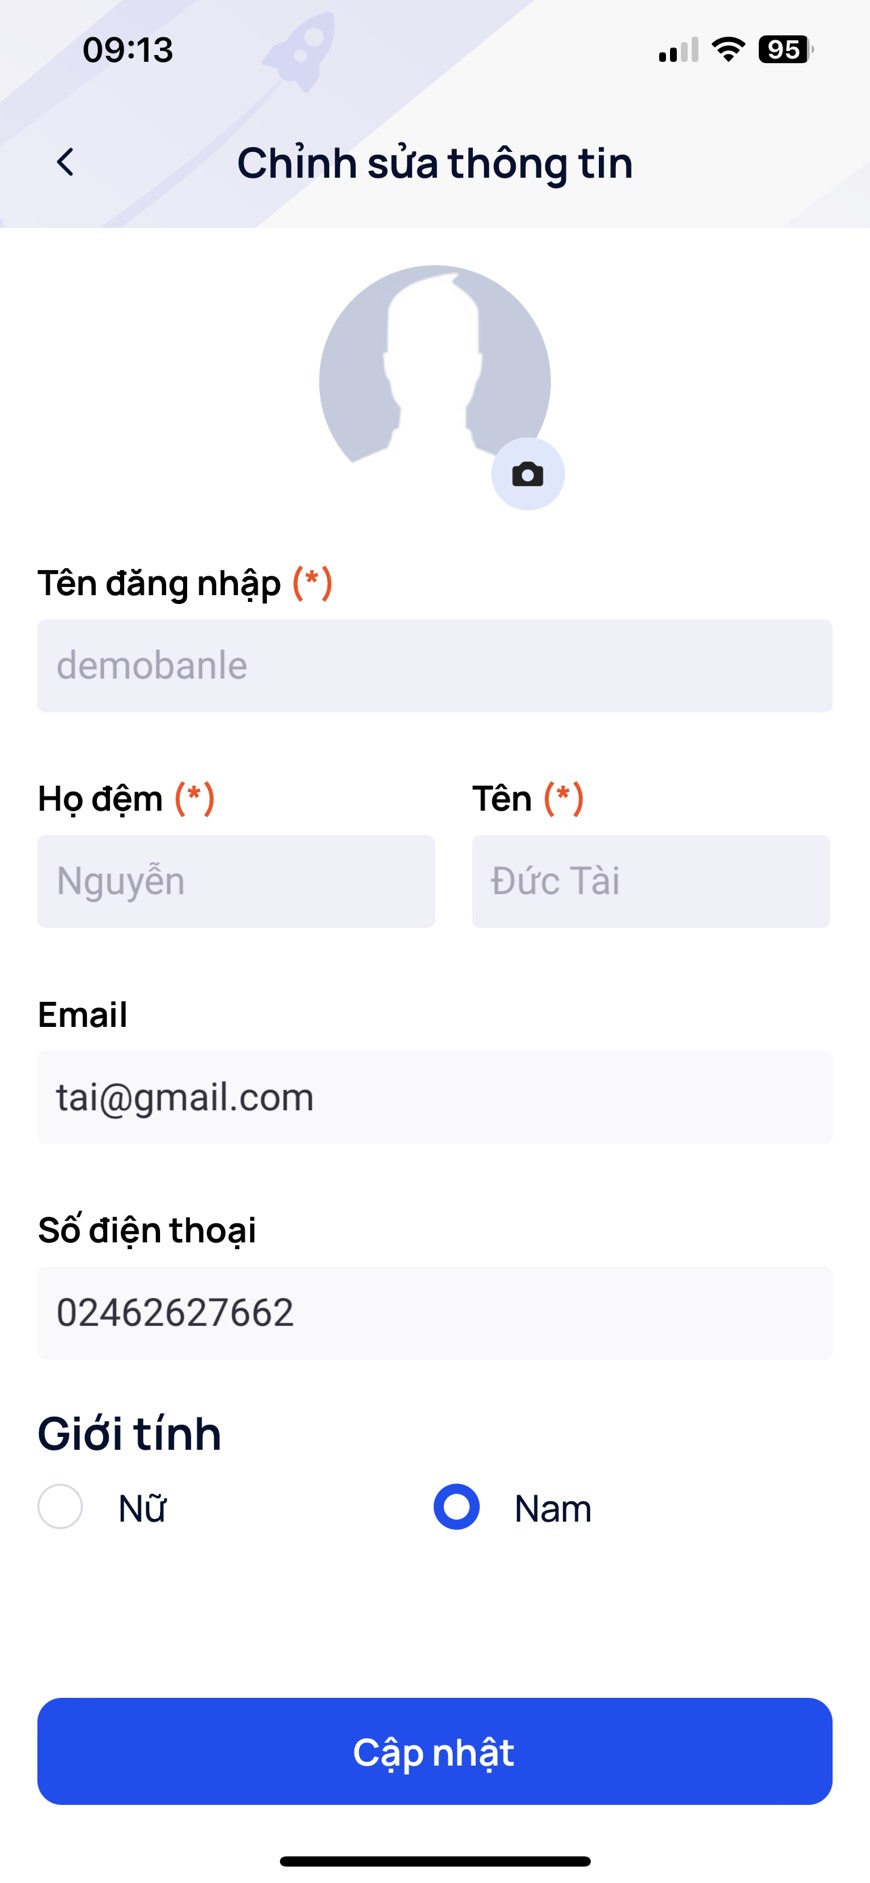 09:13
95
Chỉnh sửa thông tin
Tên đăng nhập (*)
demobanle
Họ đệm (*)
Tên (*)
Nguyễn
Đức Tài
Email
tai@gmail.com
Số điện thoại
02462627662
Giới tính
Nữ
Nam
Cập nhật